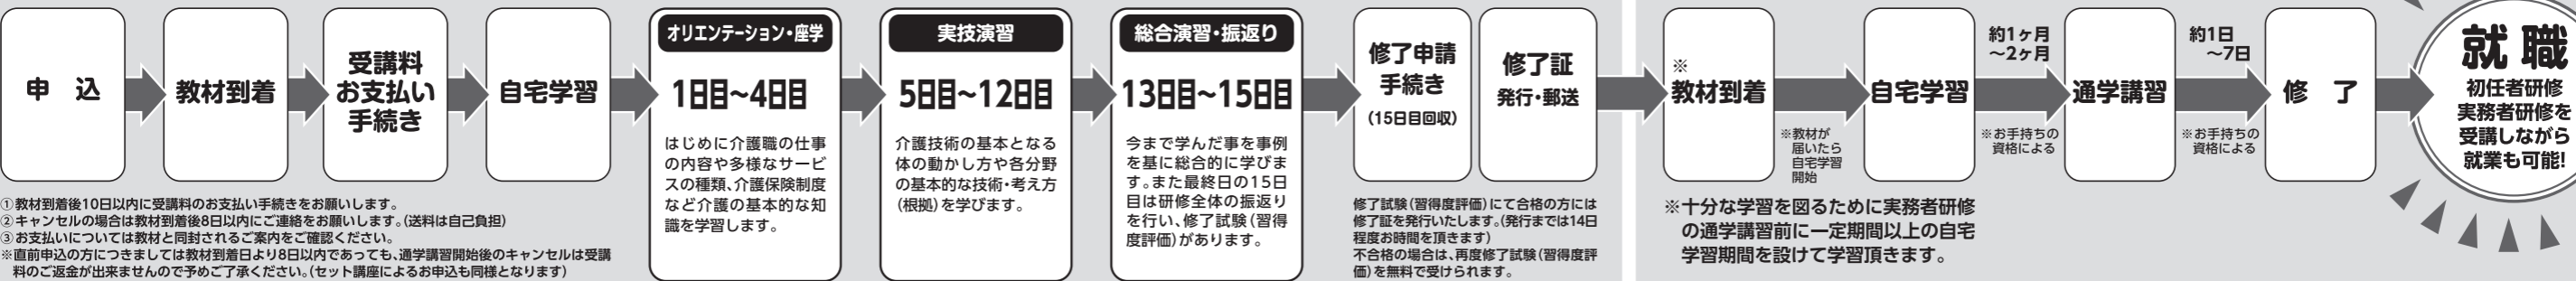 申 込
教材到着
受講料
お支払い
手続き
自宅学習
①教材到着後10日以内に受講料のお支払い手続きをお願いします。
②キャンセルの場合は教材到着後8日以内にご連絡をお願いします。(送料は自己負担)
③お支払いについては教材と同封されるご案内をご確認ください。
※直前申込の方につきましては教材到着日より8日以内であっても、通学講習開始後のキャンセルは受講
料のご返金が出来ませんので予めご了承ください。(セット講座によるお申込も同様となります)
オリエンテーション・座学
1日目~4日目
はじめに介護職の仕事
の内容や多様なサービ
スの種類、介護保険制度
など介護の基本的な知
識を学習します。
実技演習
5日目~12日目
介護技術の基本となる
体の動かし方や各分野
の基本的な技術・考え方
(根拠)を学びます。
総合演習・振返り
13日目~15日目
今まで学んだ事を事例
を基に総合的に学びま
す。また最終日の15日
目は研修全体の振返り
を行い、修了試験(習得
度評価)があります。
修了申請
手続き
(15日目回収)
修了証
発行・郵送
修了試験(習得度評価)にて合格の方には
修了証を発行いたします。(発行までは14日
程度お時間を頂きます)
不合格の場合は、再度修了試験(習得度評
価)を無料で受けられます。
※
教材到着
※教材が
届いたら
自宅学習
開始
自宅学習
約1ヶ月
~2ヶ月
※お手持ちの
資格による
通学講習
約1日
~7日
※お手持ちの
資格による
修 了
※十分な学習を図るために実務者研修
の通学講習前に一定期間以上の自宅
学習期間を設けて学習頂きます。
就 職
初任者研修
実務者研修を
受講しながら
就業も可能!